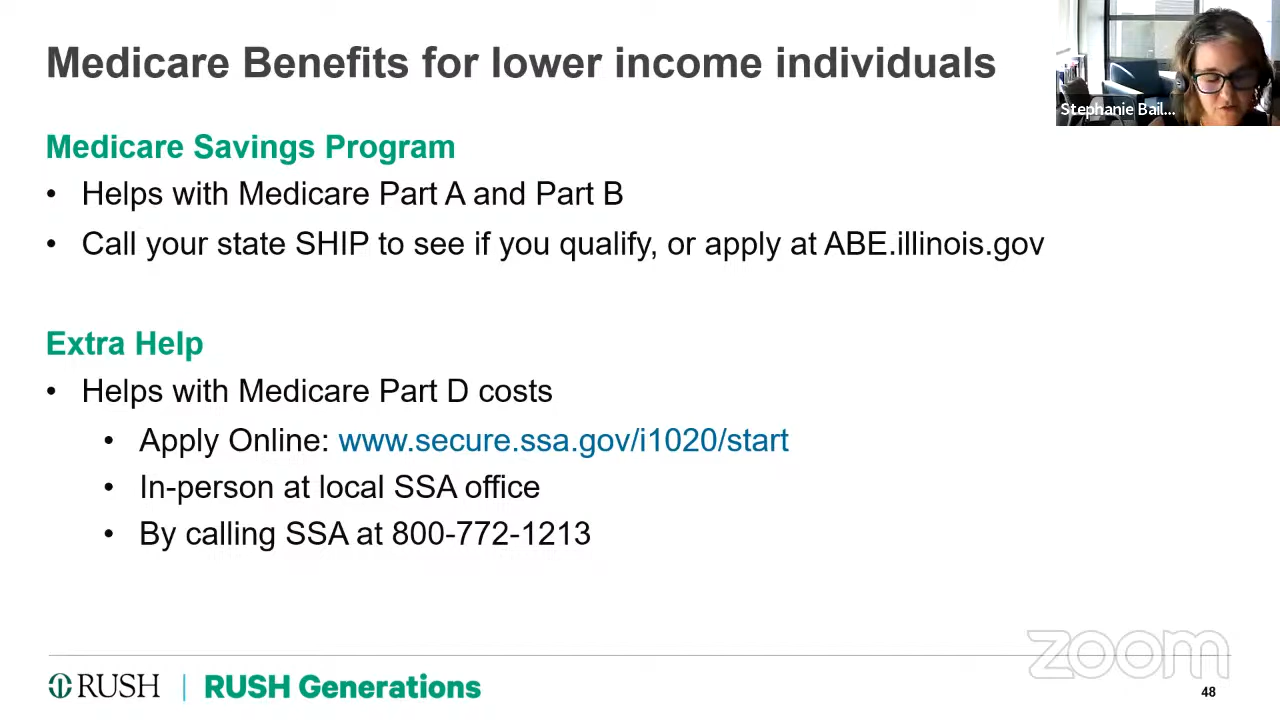 Medicare Benefits for lower income individuals
Stephanie Bail...
Medicare Savings Program
• Helps with Medicare Part A and Part B
• Call your state SHIP to see if you qualify, or apply at ABE.illinois.gov
Extra Help
• Helps with Medicare Part D costs
• Apply Online: www.secure.ssa.gov/i1020/start
• In-person at local SSA office
• By calling SSA at 800-772-1213
zoom
RUSH | RUSH Generations
48